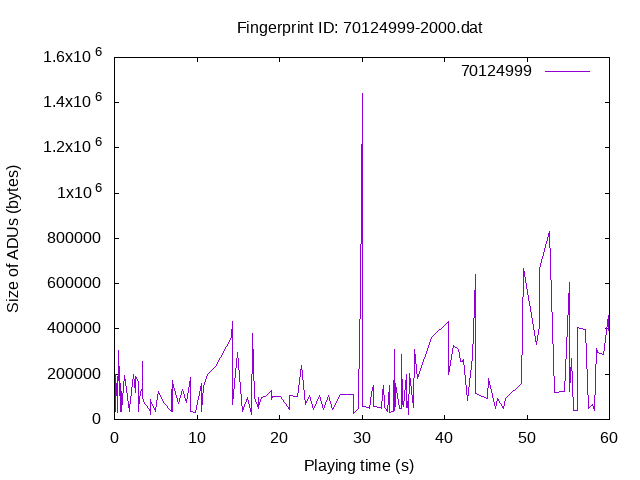 Fingerprint ID: 70124999-2000.dat
70124999
Size of ADUs (bytes)
1.6x10^6
1.4x10^6
1.2x10^6
1x10^6
800000
600000
400000
200000
0
0 10 20 30 40 50 60
Playing time (s)